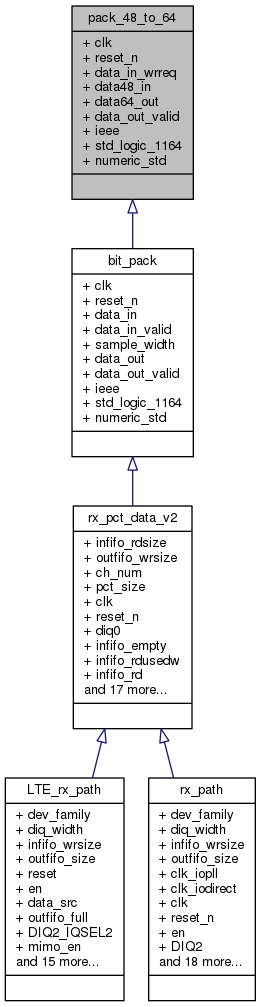 pack_48_to_64
+ clk
+ reset_n
+ data_in_wrreq
+ data48_in
+ data64_out
+ data_out_valid
+ ieee
+ std_logic_1164
+ numeric_std
bit_pack
+ clk
+ reset_n
+ data_in
+ data_in_valid
+ sample_width
+ data_out
+ data_out_valid
+ ieee
+ std_logic_1164
+ numeric_std
rx_pct_data_v2
+ infifo_rdsize
+ outfifo_wrsize
+ ch_num
+ pct_size
+ clk
+ reset_n
+ diq0
+ infifo_empty
+ infifo_rdusedw
+ infifo_rd
and 17 more...
LTE_rx_path
+ dev_family
+ diq_width
+ infifo_wrsize
+ outfifo_size
+ reset
+ en
+ data_src
+ outfifo_full
+ DIQ2_IQSEL2
+ mimo_en
and 15 more...
rx_path
+ dev_family
+ diq_width
+ infifo_wrsize
+ outfifo_size
+ clk_iopll
+ clk_iodirect
+ clk
+ reset_n
+ en
+ DIQ2
and 18 more...